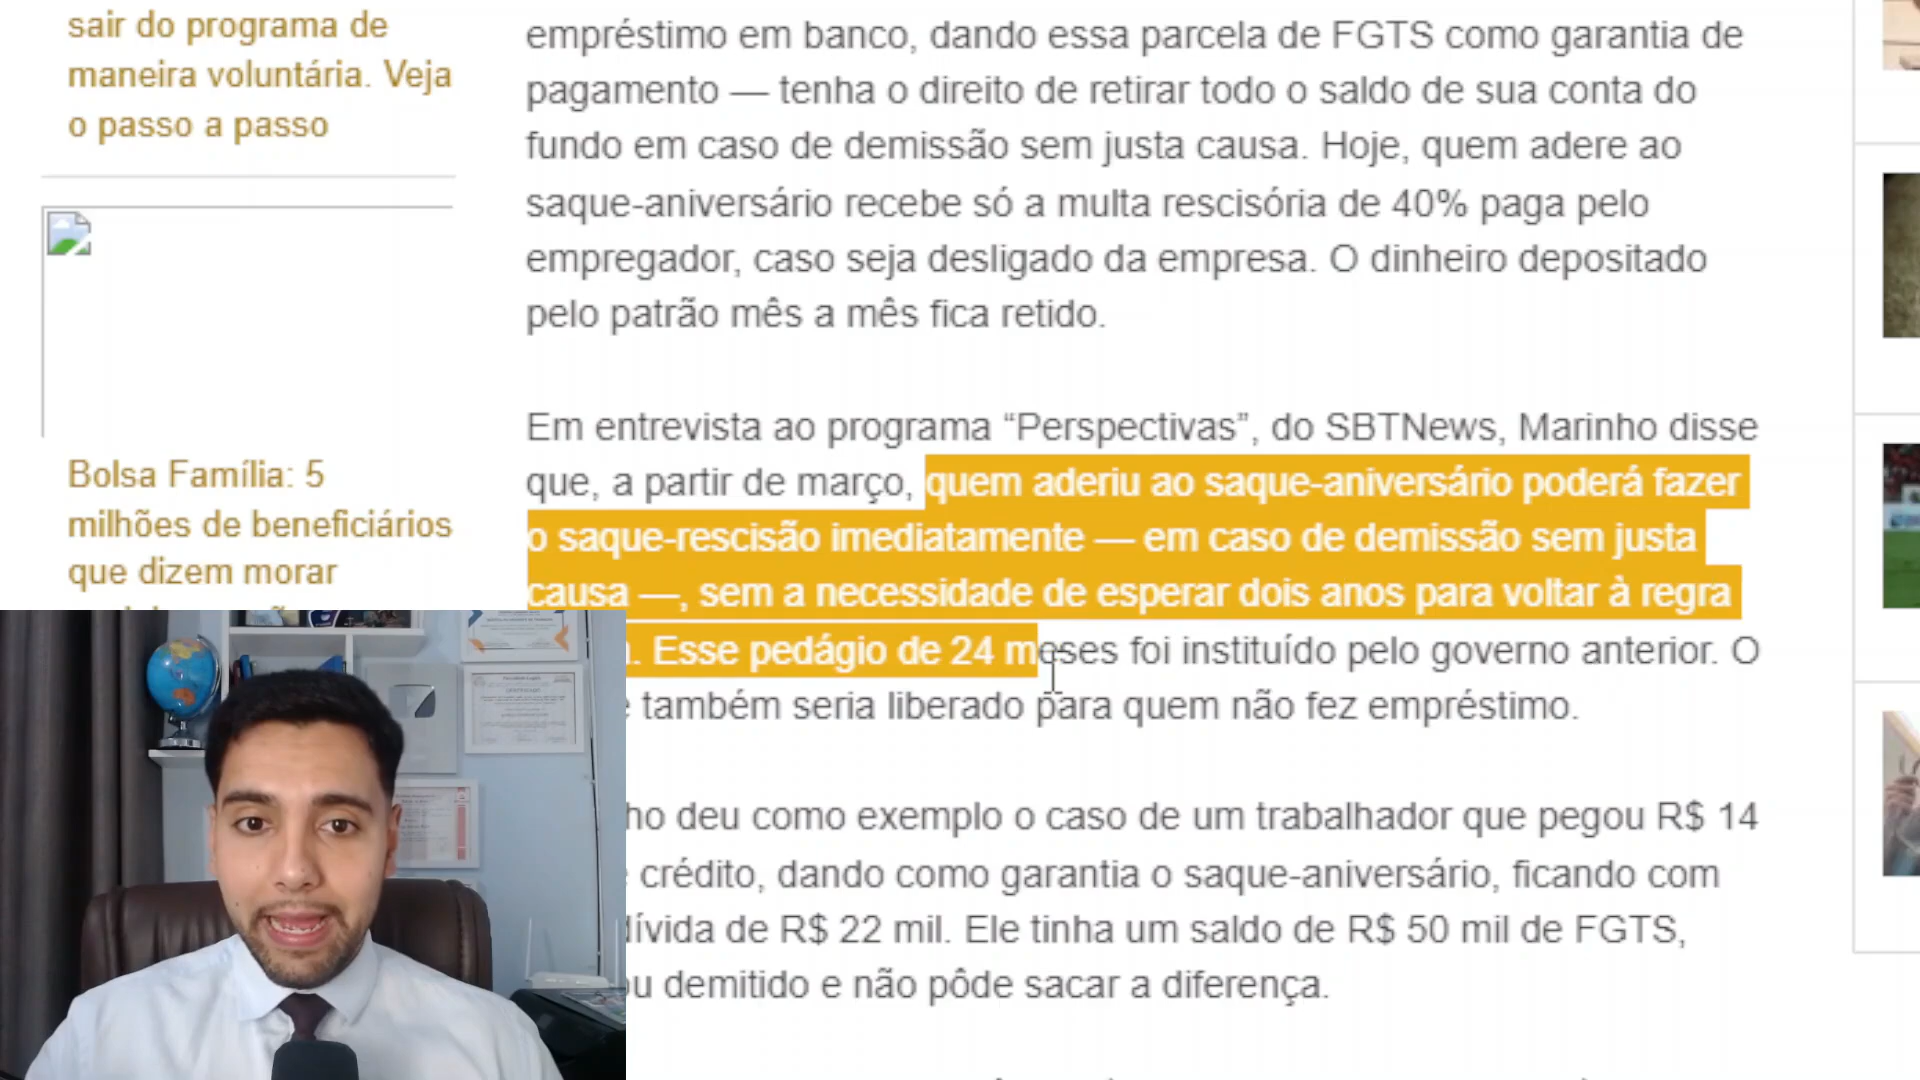 sair do programa de
maneira voluntária. Veja
o passo a passo
Bolsa Família: 5
milhões de beneficiários
que dizem morar
empréstimo em banco, dando essa parcela de FGTS como garantia de
pagamento — tenha o direito de retirar todo o saldo de sua conta do
fundo em caso de demissão sem justa causa. Hoje, quem adere ao
saque-aniversário recebe só a multa rescisória de 40% paga pelo
empregador, caso seja desligado da empresa. O dinheiro depositado
pelo patrão mês a mês fica retido.
Em entrevista ao programa “Perspectivas”, do SBTNews, Marinho disse
que, a partir de março, quem aderiu ao saque-aniversário poderá fazer
o saque-rescisão imediatamente — em caso de demissão sem justa
causa —, sem a necessidade de esperar dois anos para voltar à regra
. Esse pedágio de 24 meses foi instituído pelo governo anterior. O
também seria liberado para quem não fez empréstimo.
ho deu como exemplo o caso de um trabalhador que pegou R$ 14
crédito, dando como garantia o saque-aniversário, ficando com
dívida de R$ 22 mil. Ele tinha um saldo de R$ 50 mil de FGTS,
ou demitido e não pôde sacar a diferença.